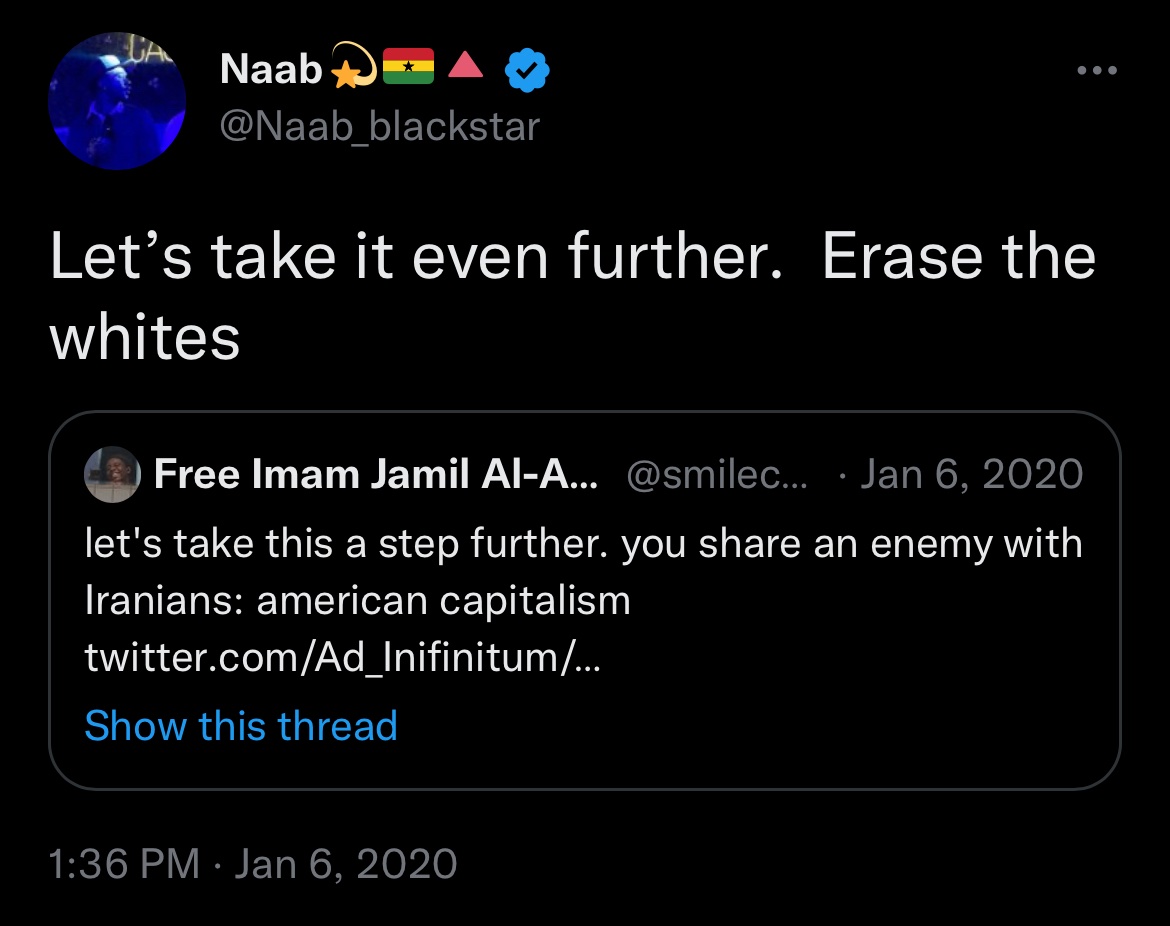 Naab💫🇬🇭🔺
@Naab_blackstar
Let’s take it even further.  Erase the
whites
Free Imam Jamil Al-A... @smilec... · Jan 6, 2020
let's take this a step further. you share an enemy with
Iranians: american capitalism
twitter.com/Ad_Inifinitum/...
Show this thread
1:36 PM · Jan 6, 2020